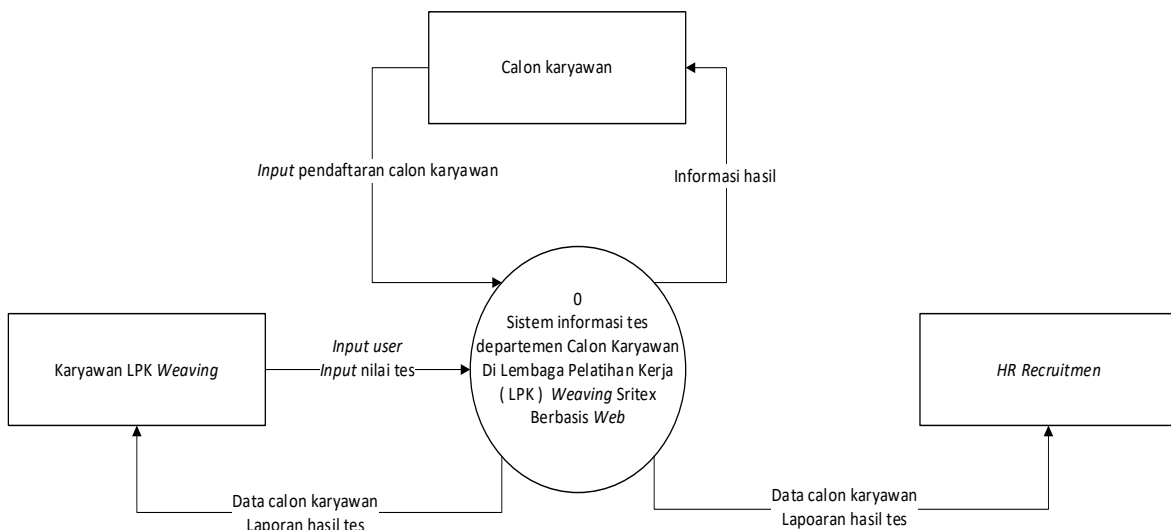 Calon karyawan
Input pendaftaran calon karyawan
Informasi hasil
0
Sistem informasi tes
departemen Calon Karyawan
Di Lembaga Pelatihan Kerja
( LPK ) Weaving Sritex
Berbasis Web
Karyawan LPK Weaving
Input user
Input nilai tes
HR Recruitmen
Data calon karyawan
Laporan hasil tes
Data calon karyawan
Lapoaran hasil tes